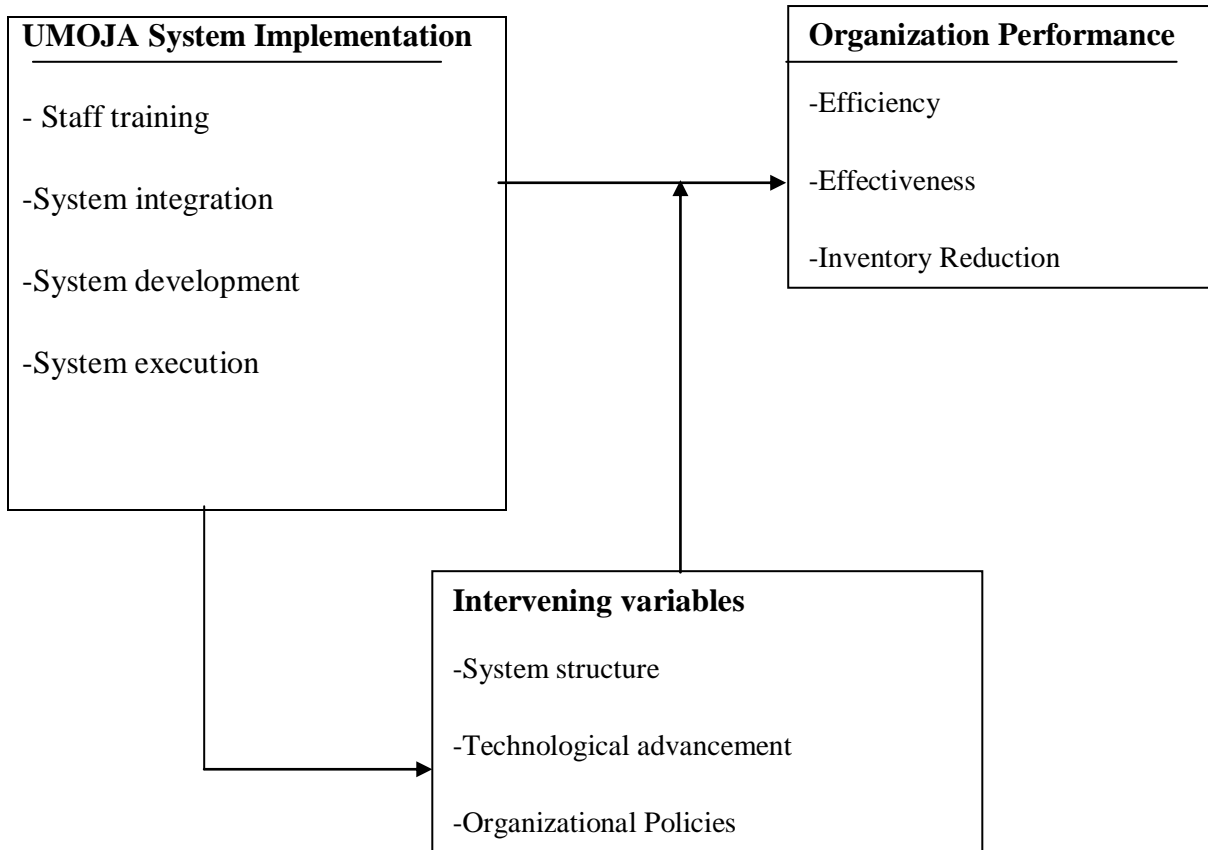 UMOJA System Implementation
- Staff training
-System integration
-System development
-System execution
Organization Performance
-Efficiency
-Effectiveness
-Inventory Reduction
Intervening variables
-System structure
-Technological advancement
-Organizational Policies